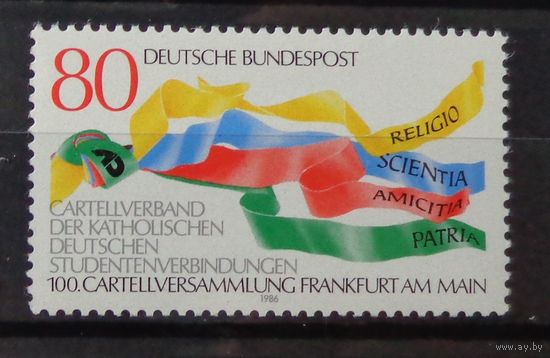 80 DEUTSCHE BUNDESPOST
RELIGIO
SCIENTIA
AMICITIA
PATRIA
CARTELLVERBAND
DER KATHOLISCHEN
DEUTSCHEN
STUDENTENVERBINDUNGEN
100. CARTELLVERSAMMLUNG FRANKFURT AM MAIN
1986
www.ay.by